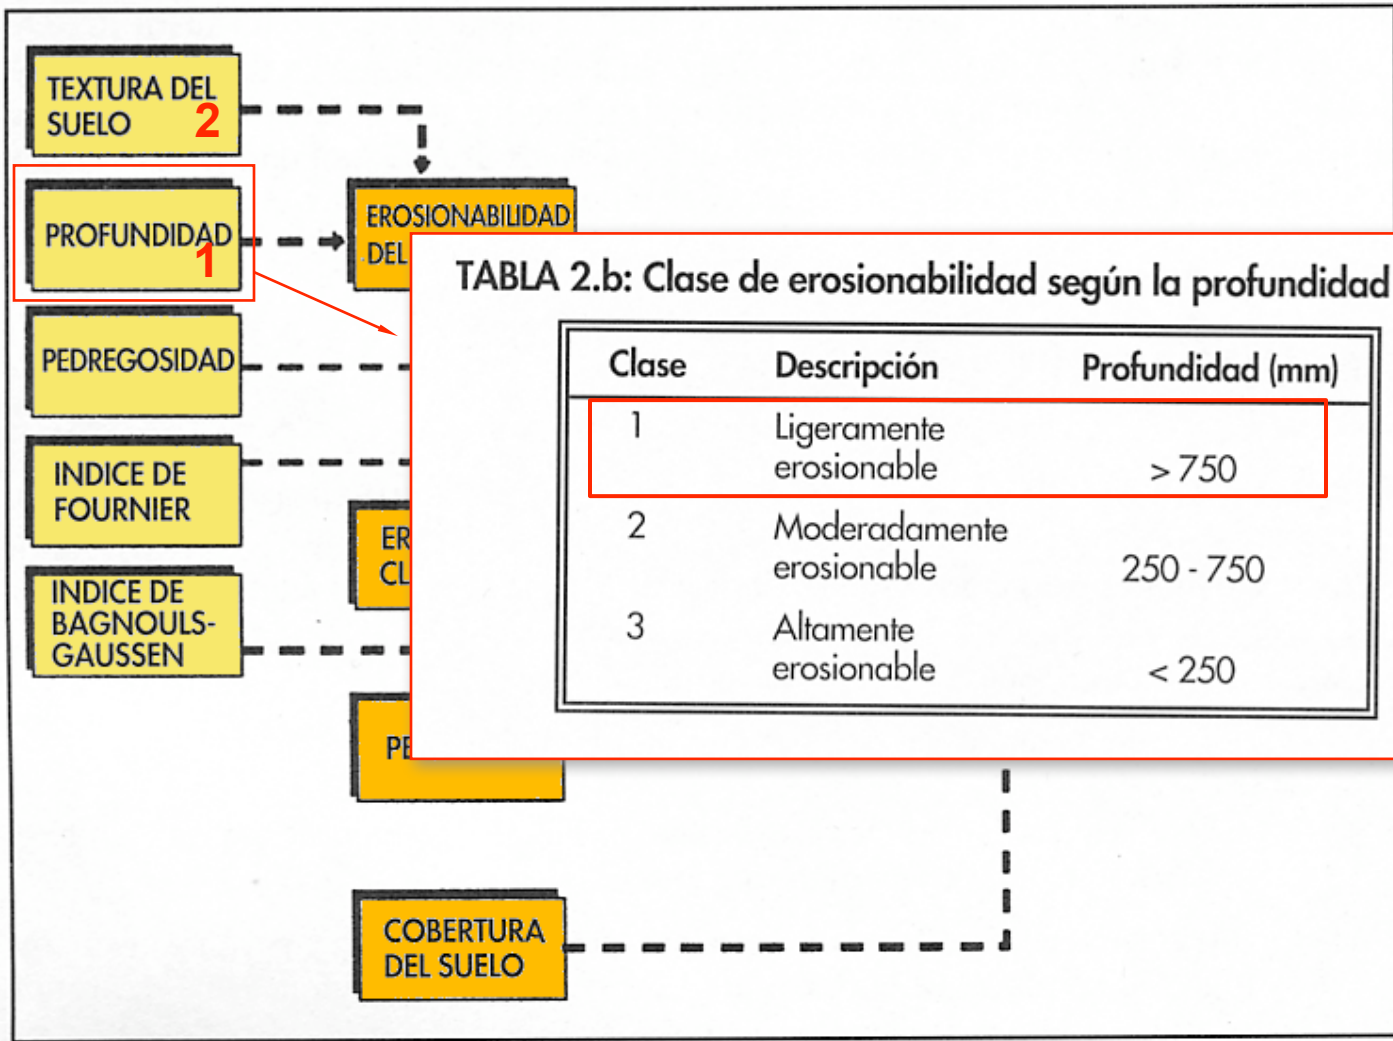 TEXTURA DEL
SUELO 2
PROFUNDIDAD
1
PEDREGOSIDAD
INDICE DE
FOURNIER
INDICE DE
BAGNOULS-
GAUSSEN
EROSIONABILIDAD
DEL
ER
CL
PE
COBERTURA
DEL SUELO
TABLA 2.b: Clase de erosionabilidad según la profundidad
Clase Descripción Profundidad (mm)
1 Ligeramente
erosionable > 750
2 Moderadamente
erosionable 250 - 750
3 Altamente
erosionable < 250